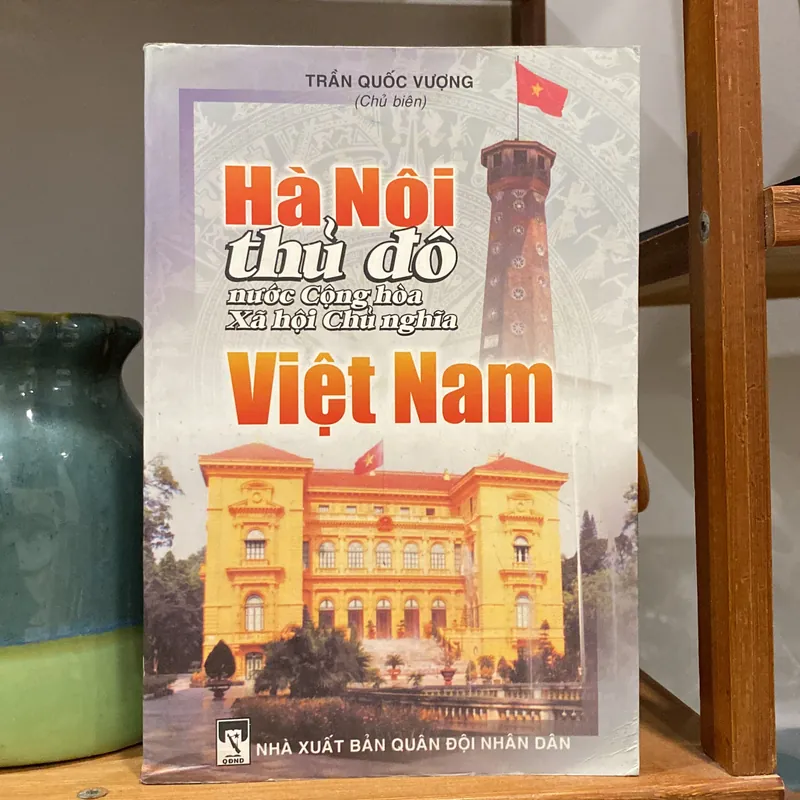 TRẦN QUỐC VƯỢNG
(Chủ biên)
Hà Nội
thủ đô
nước Cộng hòa
Xã hội Chủ nghĩa
Việt Nam
QĐND
NHÀ XUẤT BẢN QUÂN ĐỘI NHÂN DÂN